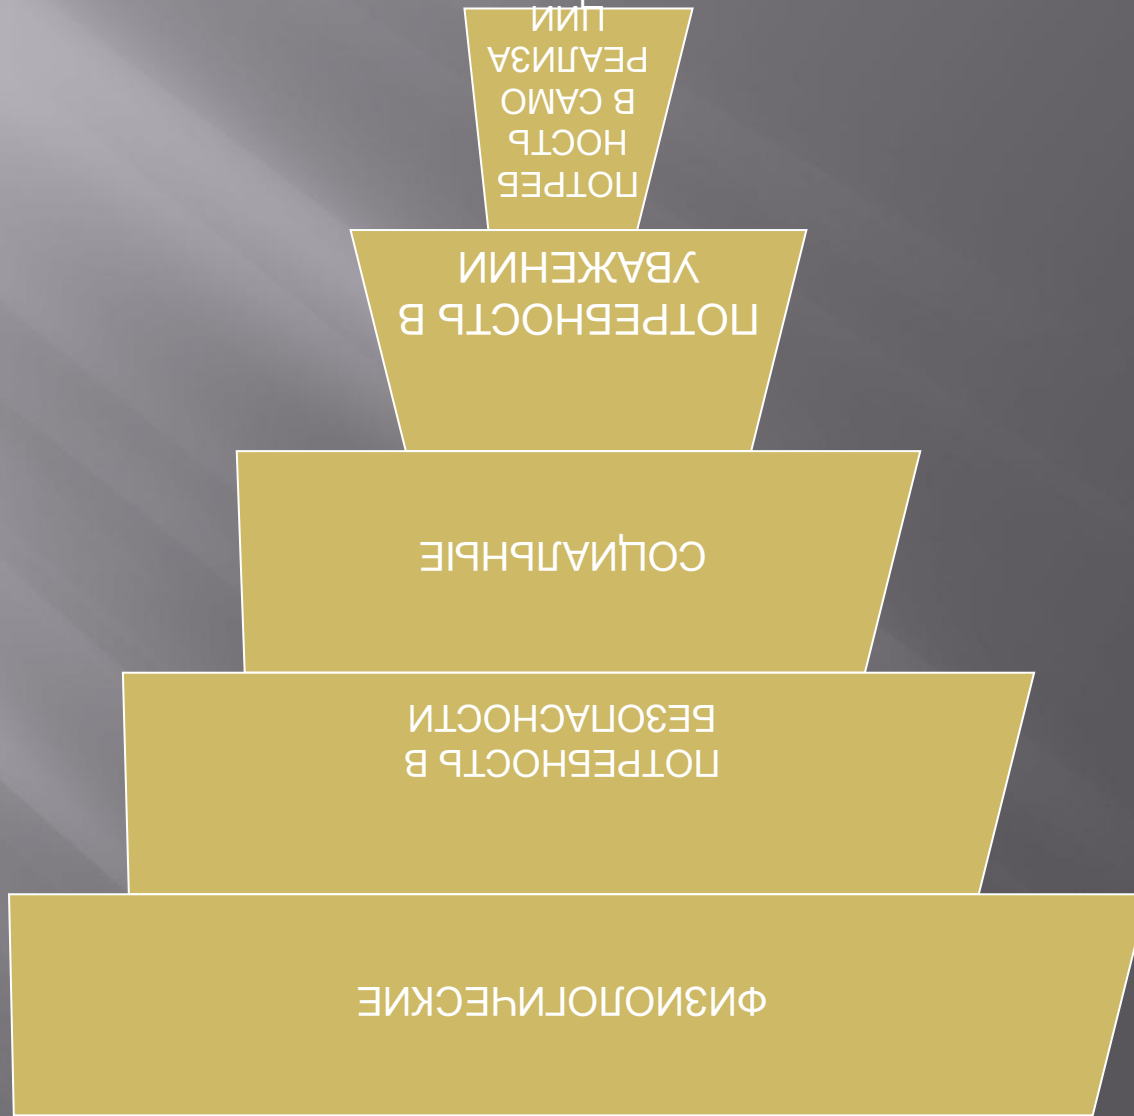 ФИЗИОЛОГИЧЕСКИЕ
ПОТРЕБНОСТЬ В
БЕЗОПАСНОСТИ
СОЦИАЛЬНЫЕ
ПОТРЕБНОСТЬ В
УВАЖЕНИИ
ПОТРЕБ
НОСТЬ
В САМО
РЕАЛИЗА
ЦИИ